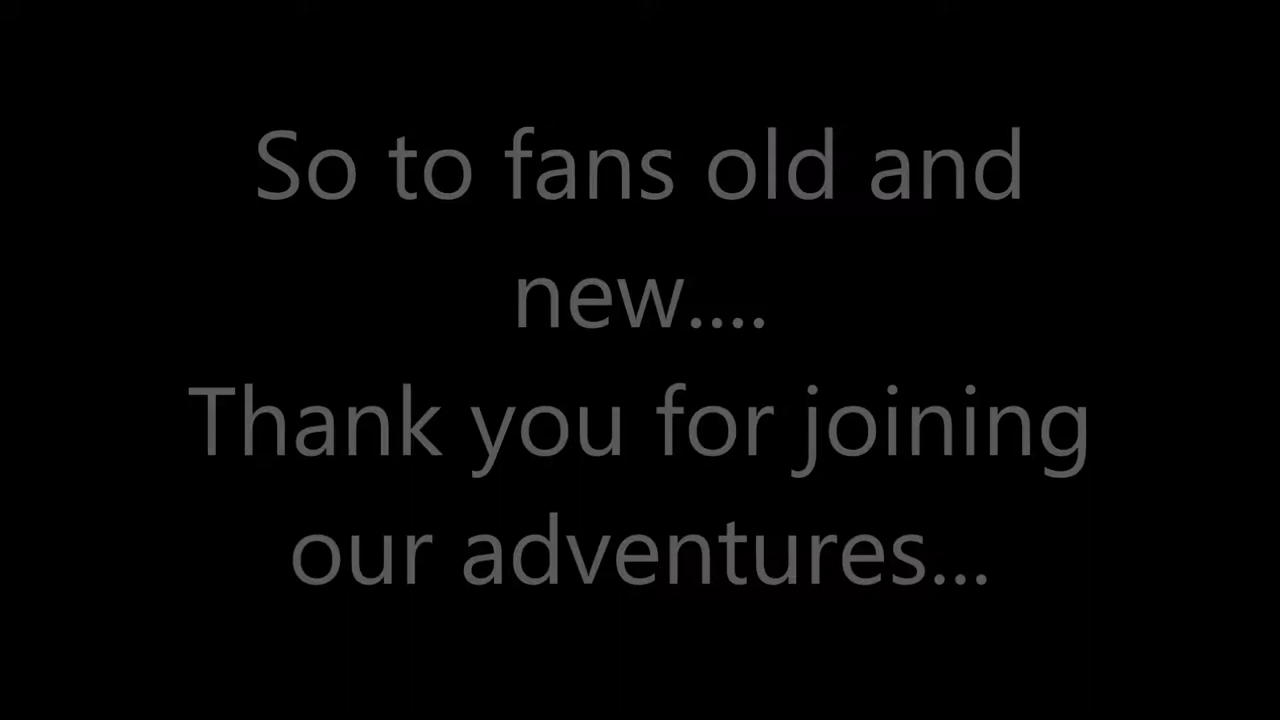 So to fans old and
new....
Thank you for joining
our adventures...